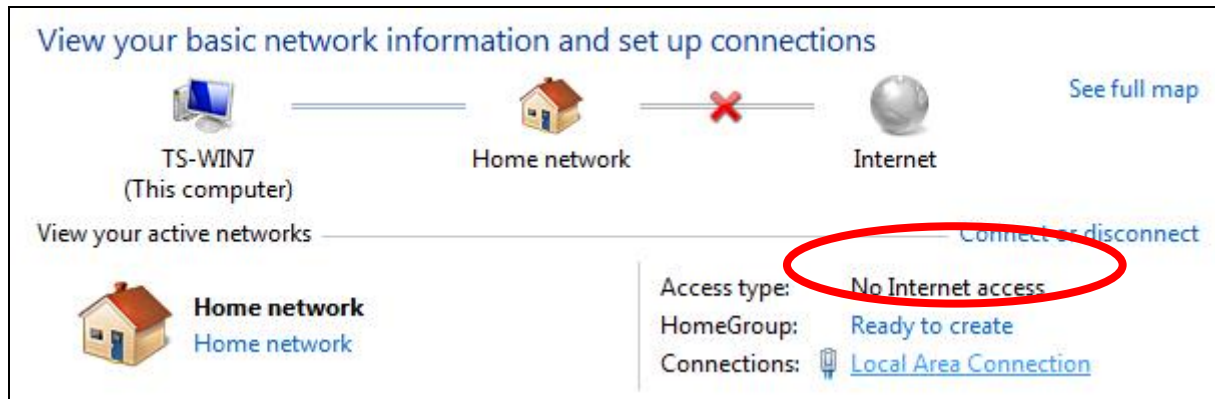 View your basic network information and set up connections
See full map
TS-WIN7
(This computer)
Home network
Internet
View your active networks
Connect or disconnect
Home network
Home network
Access type: No Internet access
HomeGroup: Ready to create
Connections: Local Area Connection